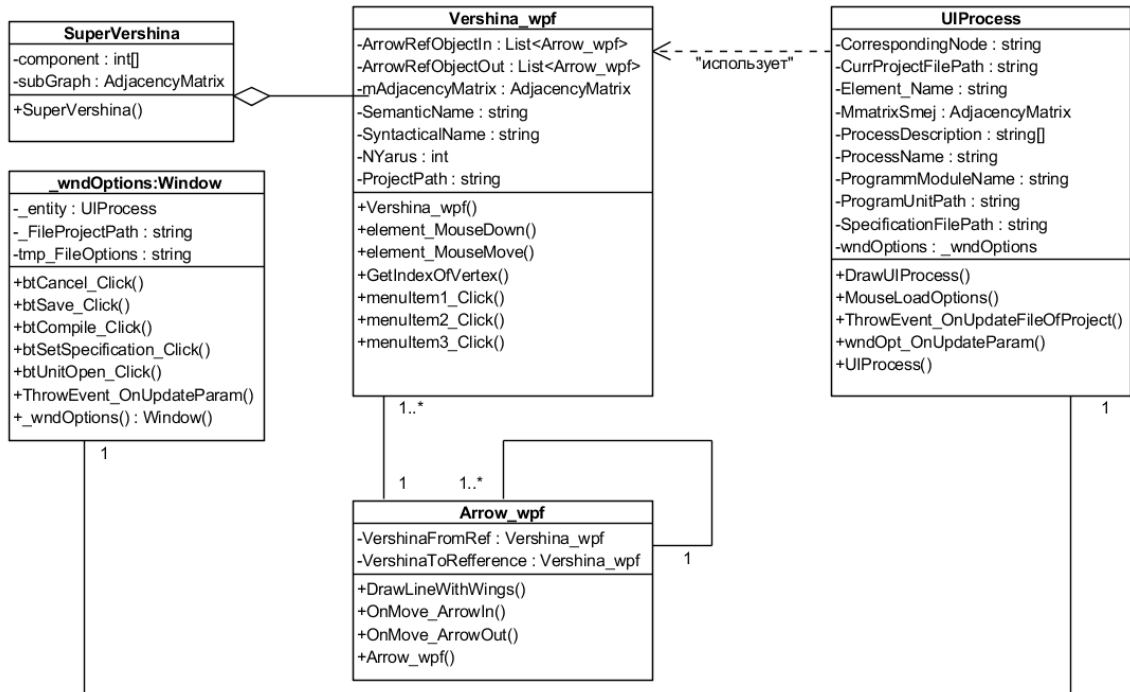 SuperVershina
-component : int[]
-subGraph : AdjacencyMatrix
+SuperVershina()
Vershina_wpf
-ArrowRefObjectIn : List<Arrow_wpf>
-ArrowRefObjectOut : List<Arrow_wpf>
-mAdjacencyMatrix : AdjacencyMatrix
-SemanticName : string
-SyntacticalName : string
-NYarus : int
-ProjectPath : string
+Vershina_wpf()
+element_MouseDown()
+element_MouseMove()
+GetIndexOfVertex()
+menuItem1_Click()
+menuItem2_Click()
+menuItem3_Click()
"использует"
UIProcess
-CorrespondingNode : string
-CurrProjectFilePath : string
-Element_Name : string
-MmatrixSmej : AdjacencyMatrix
-ProcessDescription : string[]
-ProcessName : string
-ProgrammModuleName : string
-ProgramUnitPath : string
-SpecificationFilePath : string
-wndOptions : _wndOptions
+DrawUIProcess()
+MouseLoadOptions()
+ThrowEvent_OnUpdateFileOfProject()
+wndOpt_OnUpdateParam()
+UIProcess()
_wndOptions:Window
-_entity : UIProcess
-_FileProjectPath : string
-tmp_FileOptions : string
+btCancel_Click()
+btSave_Click()
+btCompile_Click()
+btSetSpecification_Click()
+btUnitOpen_Click()
+ThrowEvent_OnUpdateParam()
+_wndOptions() : Window()
1
1..*
1
1
1..*
1
Arrow_wpf
-VershinaFromRef : Vershina_wpf
-VershinaToRefference : Vershina_wpf
+DrawLineWithWings()
+OnMove_ArrowIn()
+OnMove_ArrowOut()
+Arrow_wpf()